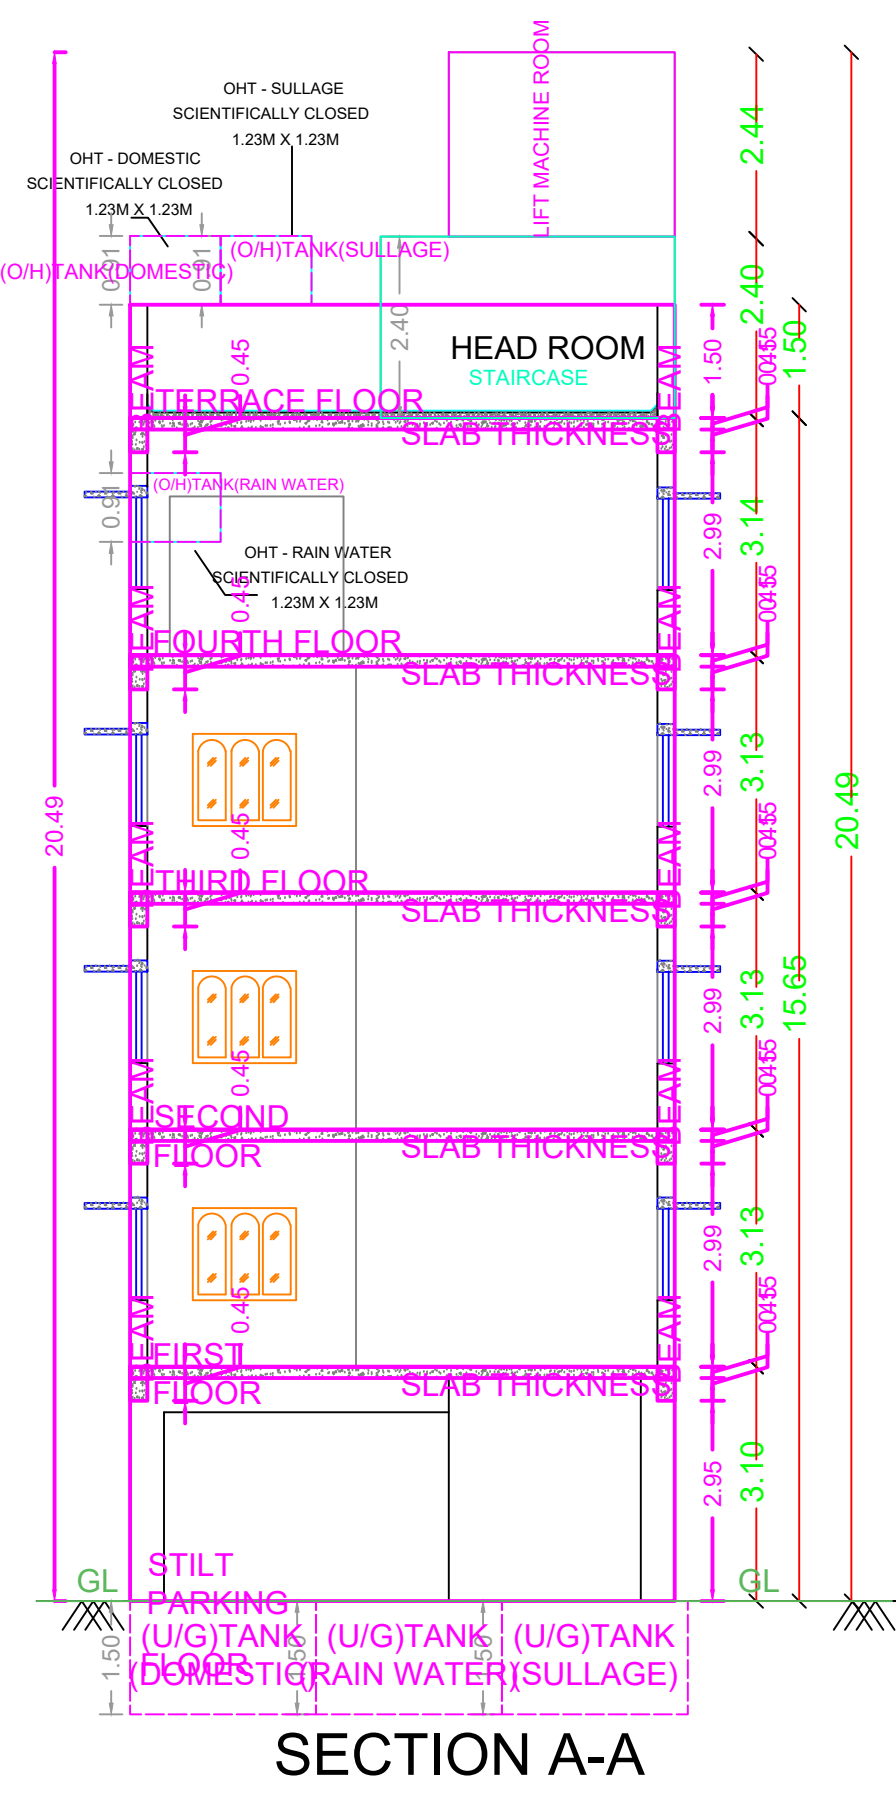 LIFT MACHINE ROOM
OHT - SULLAGE
SCIENTIFICALLY CLOSED
1.23M X 1.23M
2.44
OHT - DOMESTIC
SCIENTIFICALLY CLOSED
1.23M X 1.23M
(O/H)TANK(SULLAGE)
(O/H)TANK(DOMESTIC)
0.91
0.91
2.40
2.40
1.50
1.50
HEAD ROOM
STAIRCASE
0.45
BEAM
BEAM
TERRACE FLOOR
SLAB THICKNESS
(O/H)TANK(RAIN WATER)
0.91
2.99
3.14
OHT - RAIN WATER
SCIENTIFICALLY CLOSED
1.23M X 1.23M
0.45
BEAM
BEAM
FOURTH FLOOR
SLAB THICKNESS
2.99
3.13
20.49
20.49
0.45
BEAM
BEAM
THIRD FLOOR
SLAB THICKNESS
2.99
3.13
15.65
0.45
BEAM
BEAM
SECOND
FLOOR
SLAB THICKNESS
2.99
3.13
0.45
BEAM
BEAM
FIRST
FLOOR
SLAB THICKNESS
2.95
3.10
STILT
PARKING
FLOOR
GL
GL
(U/G)TANK
(DOMESTIC)
(U/G)TANK
(RAIN WATER)
(U/G)TANK
(SULLAGE)
1.50
1.50
1.50
SECTION A-A